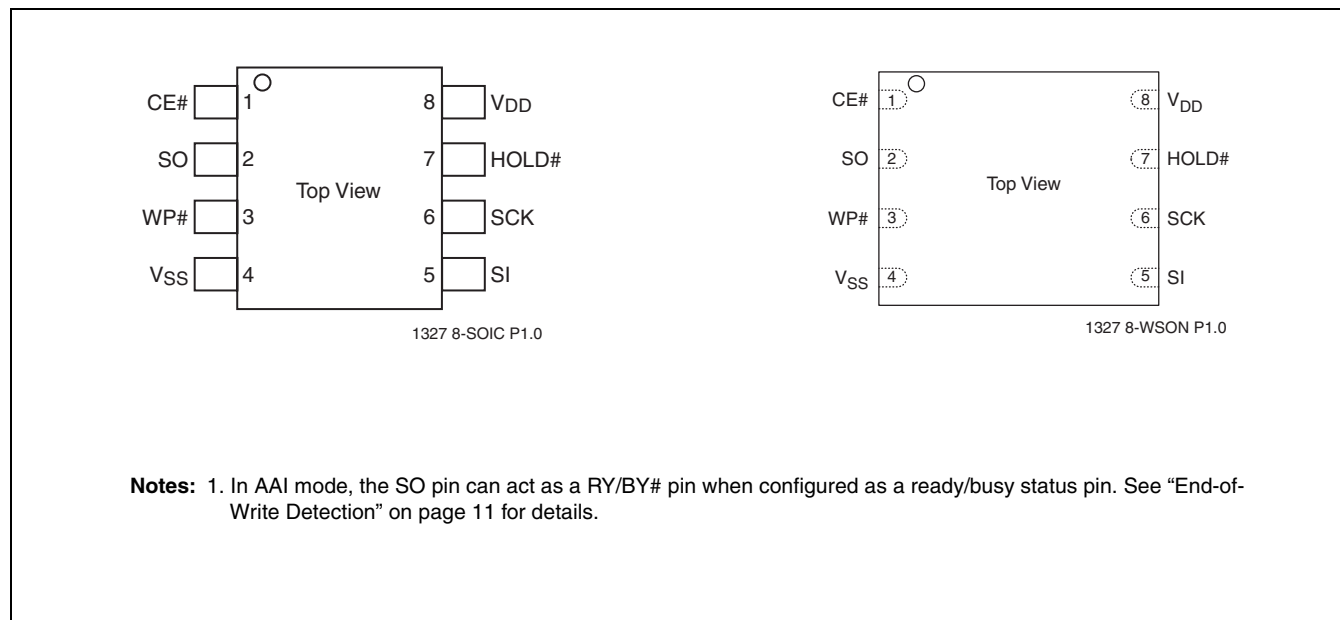 CE# 1 8 VDD
SO 2 7 HOLD#
Top View
WP# 3 6 SCK
VSS 4 5 SI
1327 8-SOIC P1.0
CE# 1 8 VDD
SO 2 7 HOLD#
Top View
WP# 3 6 SCK
VSS 4 5 SI
1327 8-WSON P1.0
Notes: 1. In AAI mode, the SO pin can act as a RY/BY# pin when configured as a ready/busy status pin. See “End-of-
Write Detection” on page 11 for details.